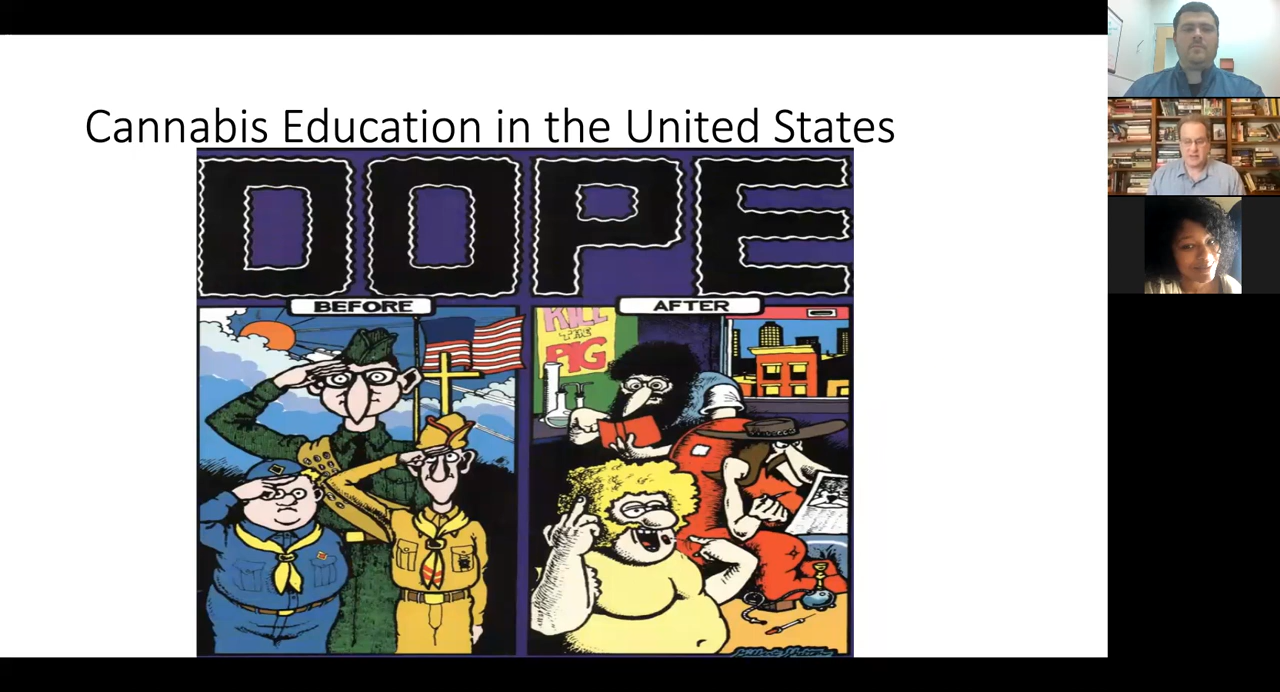 Cannabis Education in the United States
DOPE
BEFORE
AFTER
KILL
THE
PIG